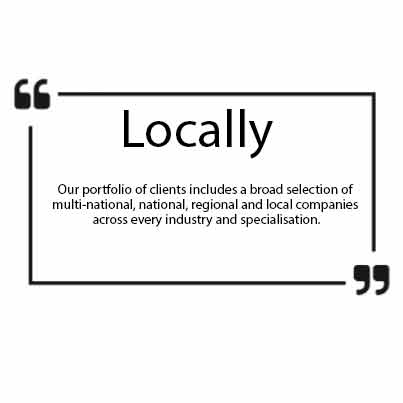 Locally
Our portfolio of clients includes a broad selection of
multi-national, national, regional and local companies
across every industry and specialisation.